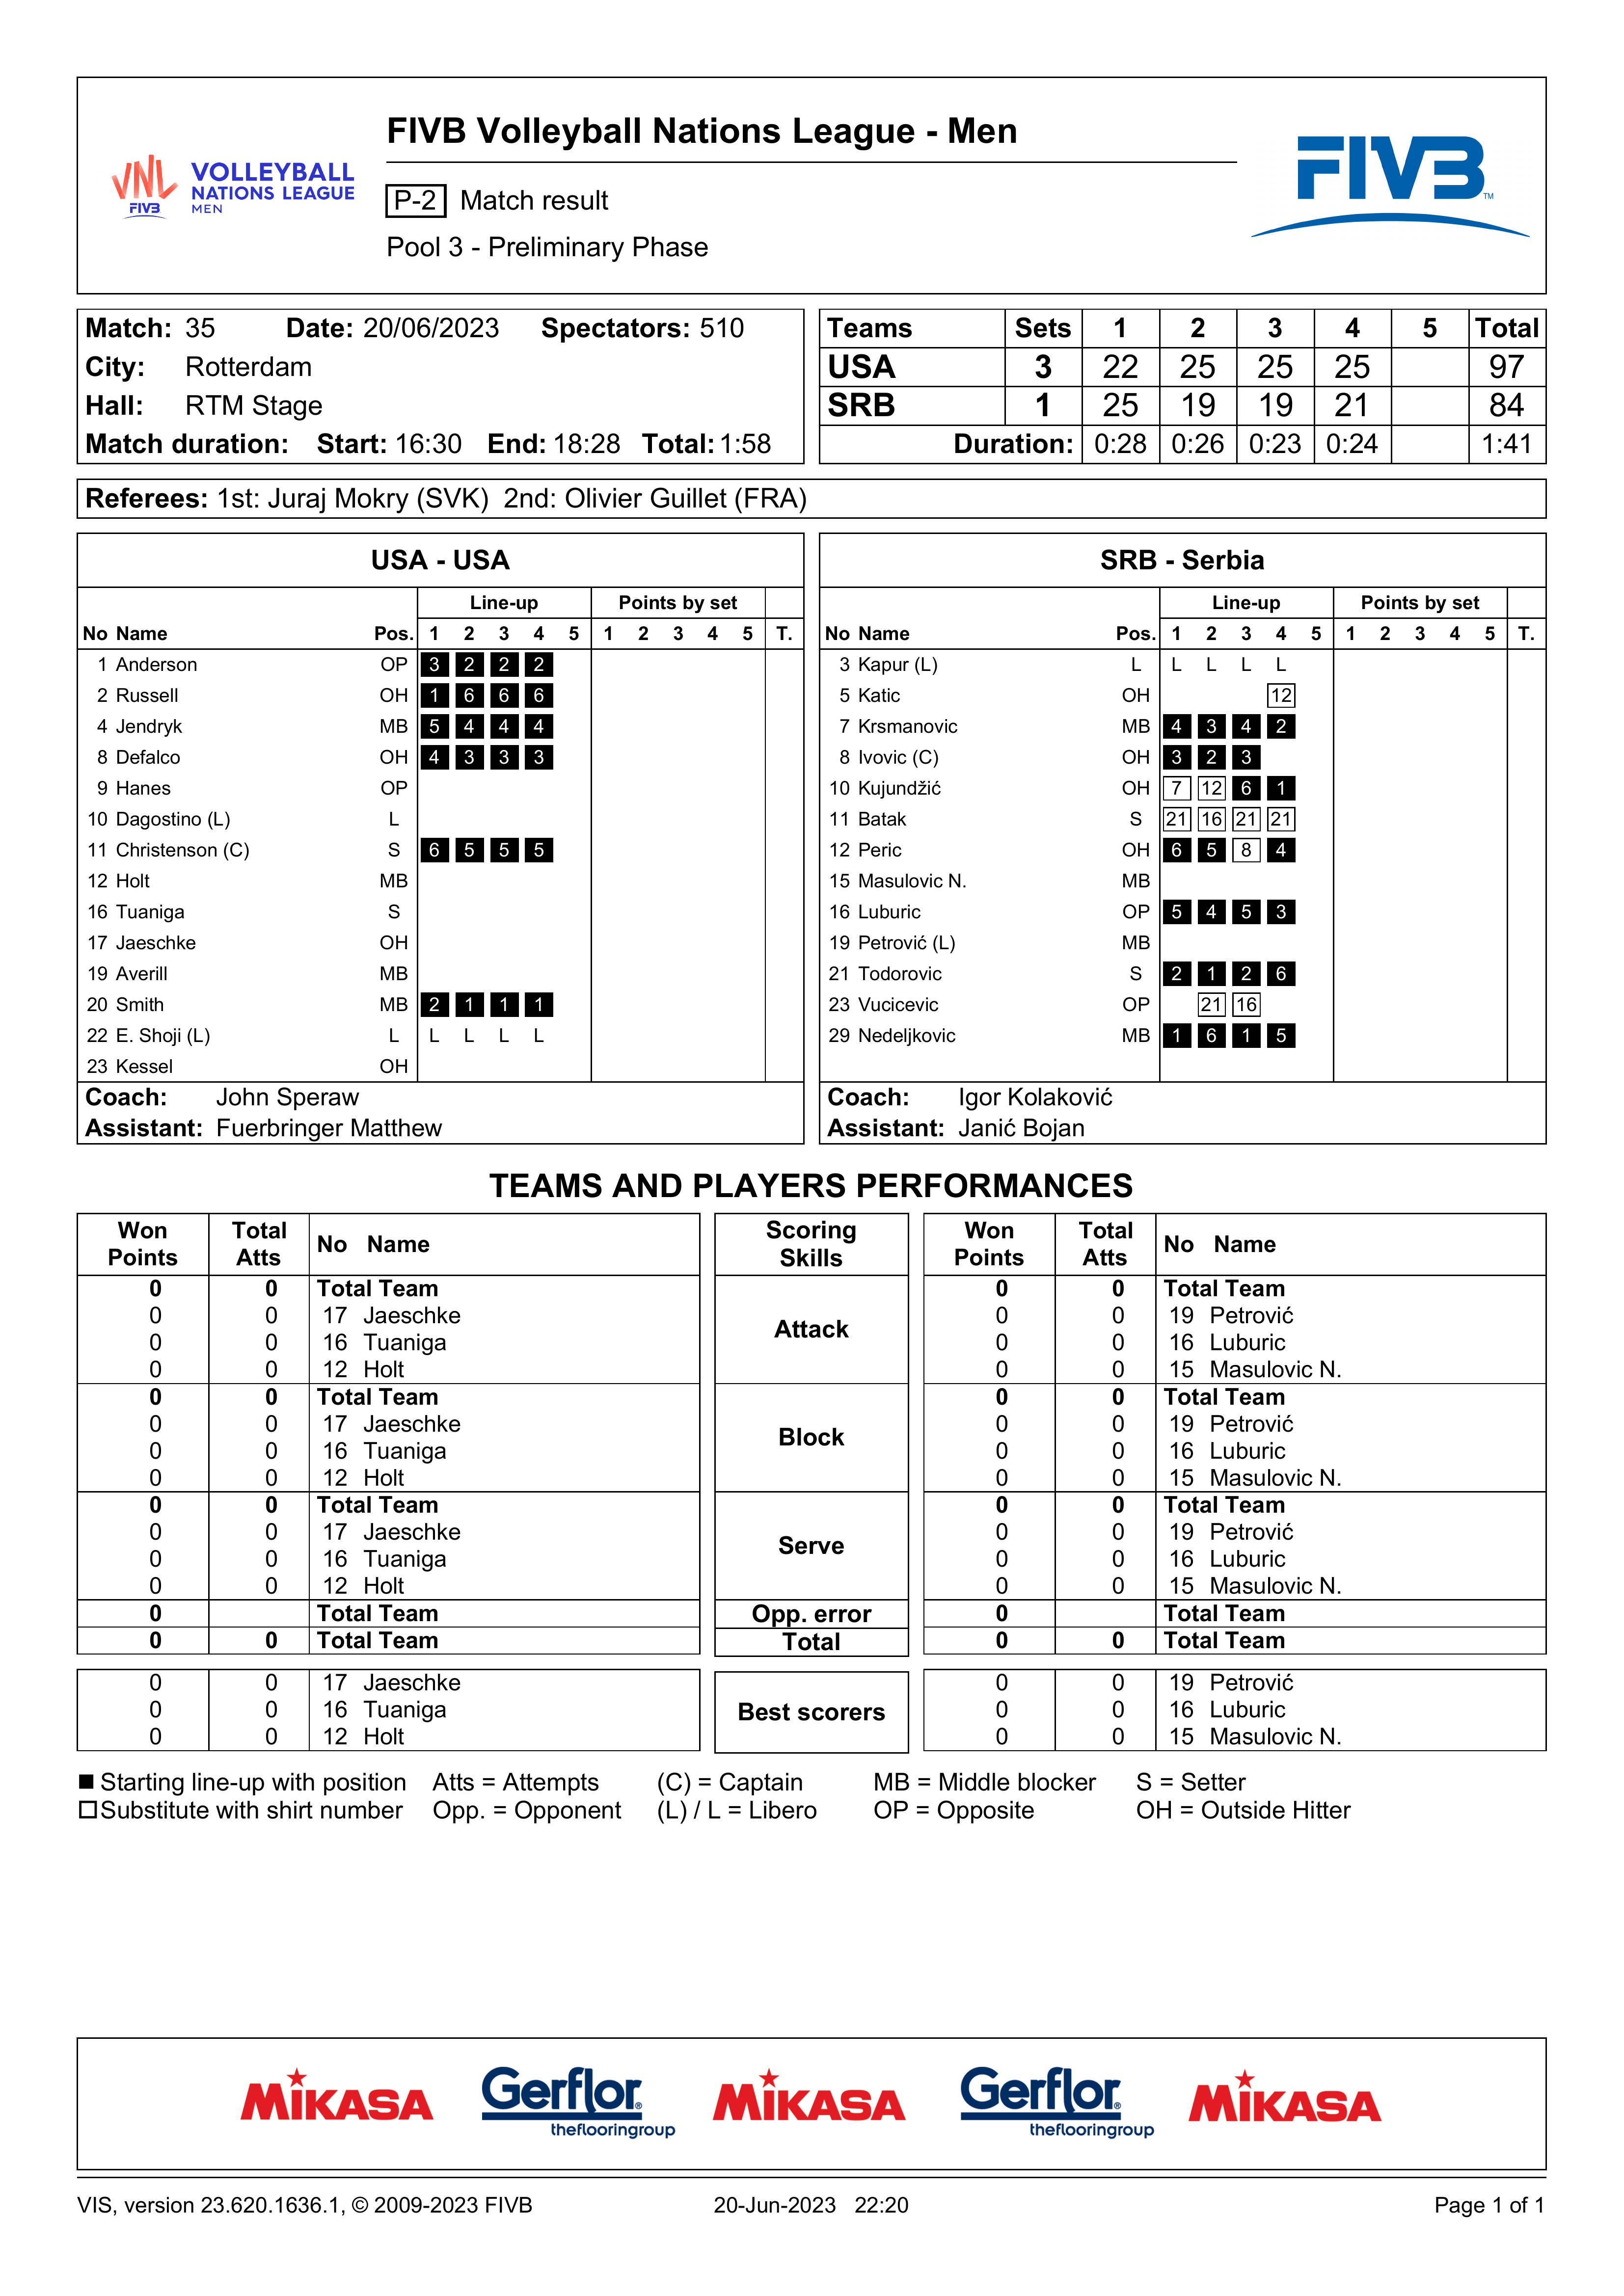 FIVB Volleyball Nations League - Men
VNL FIVB
VOLLEYBALL
NATIONS LEAGUE
MEN
P-2 Match result
Pool 3 - Preliminary Phase
FIVB TM
Match: 35 Date: 20/06/2023 Spectators: 510
City: Rotterdam
Hall: RTM Stage
Match duration: Start: 16:30 End: 18:28 Total: 1:58
Teams Sets 1 2 3 4 5 Total
USA 3 22 25 25 25 97
SRB 1 25 19 19 21 84
Duration: 0:28 0:26 0:23 0:24 1:41
Referees: 1st: Juraj Mokry (SVK) 2nd: Olivier Guillet (FRA)
USA - USA
Line-up Points by set
No Name Pos. 1 2 3 4 5 1 2 3 4 5 T.
1 Anderson OP 3 2 2 2
2 Russell OH 1 6 6 6
4 Jendryk MB 5 4 4 4
8 Defalco OH 4 3 3 3
9 Hanes OP
10 Dagostino (L) L
11 Christenson (C) S 6 5 5 5
12 Holt MB
16 Tuaniga S
17 Jaeschke OH
19 Averill MB
20 Smith MB 2 1 1 1
22 E. Shoji (L) L L L L L
23 Kessel OH
Coach: John Speraw
Assistant: Fuerbringer Matthew
SRB - Serbia
Line-up Points by set
No Name Pos. 1 2 3 4 5 1 2 3 4 5 T.
3 Kapur (L) L L L L L
5 Katic OH 12
7 Krsmanovic MB 4 3 4 2
8 Ivovic (C) OH 3 2 3
10 Kujundžić OH 7 12 6 1
11 Batak S 21 16 21 21
12 Peric OH 6 5 8 4
15 Masulovic N. MB
16 Luburic OP 5 4 5 3
19 Petrović (L) MB
21 Todorovic S 2 1 2 6
23 Vucicevic OP 21 16
29 Nedeljkovic MB 1 6 1 5
Coach: Igor Kolaković
Assistant: Janić Bojan
TEAMS AND PLAYERS PERFORMANCES
Won Points Total Atts No Name Scoring Skills Won Points Total Atts No Name
0 0 Total Team Attack 0 0 Total Team
0 0 17 Jaeschke 0 0 19 Petrović
0 0 16 Tuaniga 0 0 16 Luburic
0 0 12 Holt 0 0 15 Masulovic N.
0 0 Total Team Block 0 0 Total Team
0 0 17 Jaeschke 0 0 19 Petrović
0 0 16 Tuaniga 0 0 16 Luburic
0 0 12 Holt 0 0 15 Masulovic N.
0 0 Total Team Serve 0 0 Total Team
0 0 17 Jaeschke 0 0 19 Petrović
0 0 16 Tuaniga 0 0 16 Luburic
0 0 12 Holt 0 0 15 Masulovic N.
0 Total Team Opp. error 0 Total Team
0 0 Total Team Total 0 0 Total Team
0 0 17 Jaeschke Best scorers 0 0 19 Petrović
0 0 16 Tuaniga 0 0 16 Luburic
0 0 12 Holt 0 0 15 Masulovic N.
Starting line-up with position Atts = Attempts (C) = Captain MB = Middle blocker S = Setter
Substitute with shirt number Opp. = Opponent (L) / L = Libero OP = Opposite OH = Outside Hitter
MIKASA Gerflor® theflooringgroup MIKASA Gerflor® theflooringgroup MIKASA
VIS, version 23.620.1636.1, © 2009-2023 FIVB 20-Jun-2023 22:20 Page 1 of 1